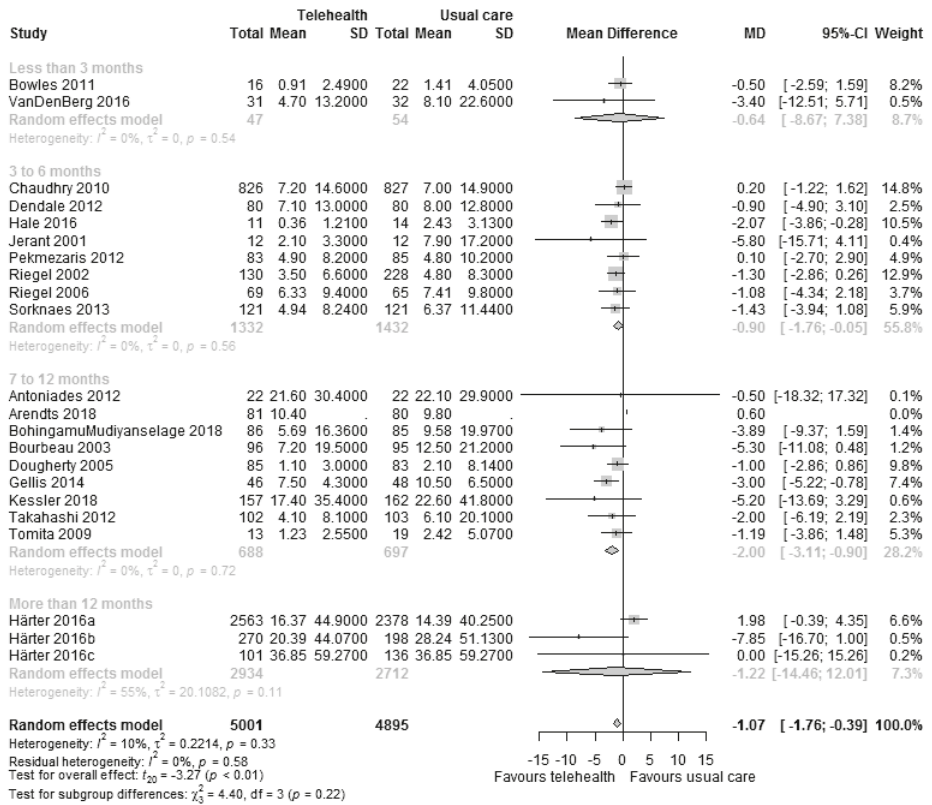 Telehealth Usual care
Study Total Mean SD Total Mean SD Mean Difference MD 95%-CI Weight
Less than 3 months
Bowles 2011 16 0.91 2.4900 22 1.41 4.0500 -0.50 [-2.59; 1.59] 8.2%
VanDenBerg 2016 31 4.70 13.2000 32 8.10 22.6000 -3.40 [-12.51; 5.71] 0.5%
Random effects model 47 54 -0.64 [-8.67; 7.38] 8.7%
Heterogeneity: I² = 0%, τ² = 0, p = 0.54
3 to 6 months
Chaudhry 2010 826 7.20 14.6000 827 7.00 14.9000 0.20 [-1.22; 1.62] 14.8%
Dendale 2012 80 7.10 13.0000 80 8.00 12.8000 -0.90 [-4.90; 3.10] 2.5%
Hale 2016 11 0.36 1.2100 14 2.43 3.1300 -2.07 [-3.86; -0.28] 10.5%
Jerant 2001 12 2.10 3.3000 12 7.90 17.2000 -5.80 [-15.71; 4.11] 0.4%
Pekmezaris 2012 83 4.90 8.2000 85 4.80 10.2000 0.10 [-2.70; 2.90] 4.9%
Riegel 2002 130 3.50 6.6000 228 4.80 8.3000 -1.30 [-2.86; 0.26] 12.9%
Riegel 2006 69 6.33 9.4000 65 7.41 9.8000 -1.08 [-4.34; 2.18] 3.7%
Sorknaes 2013 121 4.94 8.2400 121 6.37 11.4400 -1.43 [-3.94; 1.08] 5.9%
Random effects model 1332 1432 -0.90 [-1.76; -0.05] 55.8%
Heterogeneity: I² = 0%, τ² = 0, p = 0.56
7 to 12 months
Antoniades 2012 22 21.60 30.4000 22 22.10 29.9000 -0.50 [-18.32; 17.32] 0.1%
Arendts 2018 81 10.40 . 80 9.80 . 0.60 0.0%
BohingamuMudiyanselage 2018 86 5.69 16.3600 85 9.58 19.9700 -3.89 [-9.37; 1.59] 1.4%
Bourbeau 2003 96 7.20 19.5000 95 12.50 21.2000 -5.30 [-11.08; 0.48] 1.2%
Dougherty 2005 85 1.10 3.0000 83 2.10 8.1400 -1.00 [-2.86; 0.86] 9.8%
Gellis 2014 46 7.50 4.3000 48 10.50 6.5000 -3.00 [-5.22; -0.78] 7.4%
Kessler 2018 157 17.40 35.4000 162 22.60 41.8000 -5.20 [-13.69; 3.29] 0.6%
Takahashi 2012 102 4.10 8.1000 103 6.10 20.1000 -2.00 [-6.19; 2.19] 2.3%
Tomita 2009 13 1.23 2.5500 19 2.42 5.0700 -1.19 [-3.86; 1.48] 5.3%
Random effects model 688 697 -2.00 [-3.11; -0.90] 28.2%
Heterogeneity: I² = 0%, τ² = 0, p = 0.72
More than 12 months
Härter 2016a 2563 16.37 44.9000 2378 14.39 40.2500 1.98 [-0.39; 4.35] 6.6%
Härter 2016b 270 20.39 44.0700 198 28.24 51.1300 -7.85 [-16.70; 1.00] 0.5%
Härter 2016c 101 36.85 59.2700 136 36.85 59.2700 0.00 [-15.26; 15.26] 0.2%
Random effects model 2934 2712 -1.22 [-14.46; 12.01] 7.3%
Heterogeneity: I² = 55%, τ² = 20.1082, p = 0.11
Random effects model 5001 4895 -1.07 [-1.76; -0.39] 100.0%
Heterogeneity: I² = 10%, τ² = 0.2214, p = 0.33
Residual heterogeneity: I² = 0%, p = 0.58
-15 -10 -5 0 5 10 15
Test for overall effect: t₂₀ = -3.27 (p < 0.01)
Favours telehealth Favours usual care
Test for subgroup differences: χ²₃ = 4.40, df = 3 (p = 0.22)